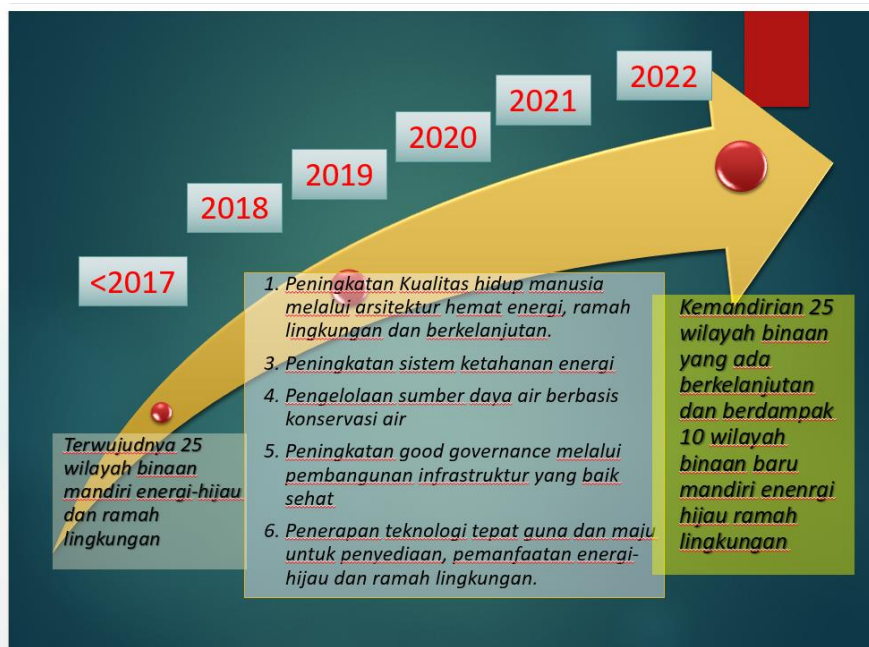 <2017
2018
2019
2020
2021
2022
Terwujudnya 25
wilayah binaan
mandiri energi-hijau
dan ramah
lingkungan
1. Peningkatan Kualitas hidup manusia
melalui arsitektur hemat energi, ramah
lingkungan dan berkelanjutan.
3. Peningkatan sistem ketahanan energi
4. Pengelolaan sumber daya air berbasis
konservasi air
5. Peningkatan good governance melalui
pembangunan infrastruktur yang baik
sehat
6. Penerapan teknologi tepat guna dan maju
untuk penyediaan, pemanfaatan energi-
hijau dan ramah lingkungan.
Kemandirian 25
wilayah binaan
yang ada
berkelanjutan
dan berdampak
10 wilayah
binaan baru
mandiri enenrgi
hijau ramah
lingkungan